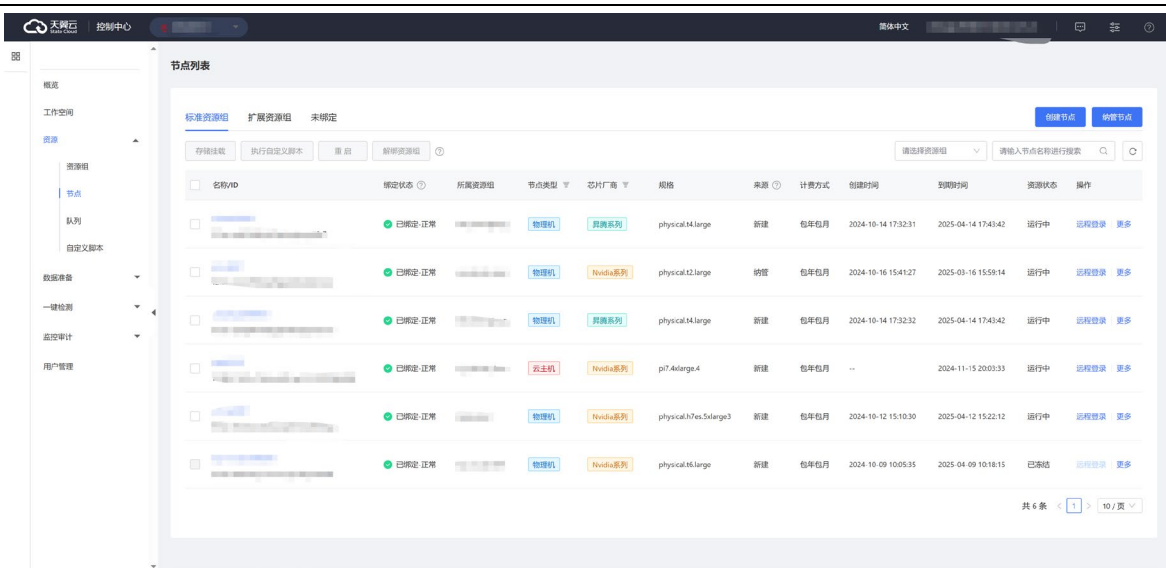 天翼云 State Cloud 控制中心 简体中文
节点列表
概览
工作空间
资源
资源组
节点
队列
自定义脚本
数据准备
一键检测
监控审计
用户管理
标准资源组 扩展资源组 未绑定 创建节点 纳管节点
存储挂载 执行自定义脚本 重启 解绑资源组 请选择资源组 请输入节点名称进行搜索
名称/ID 绑定状态 所属资源组 节点类型 芯片厂商 规格 来源 计费方式 创建时间 到期时间 资源状态 操作
已绑定-正常 物理机 昇腾系列 physical.t4.large 新建 包年包月 2024-10-14 17:32:31 2025-04-14 17:43:42 运行中 远程登录 更多
已绑定-正常 物理机 Nvidia系列 physical.t2.large 纳管 包年包月 2024-10-16 15:41:27 2025-03-16 15:59:14 运行中 远程登录 更多
已绑定-正常 物理机 昇腾系列 physical.t4.large 新建 包年包月 2024-10-14 17:32:32 2025-04-14 17:43:42 运行中 远程登录 更多
已绑定-正常 云主机 Nvidia系列 pi7.4xlarge.4 新建 包年包月 -- 2024-11-15 20:03:33 运行中 远程登录 更多
已绑定-正常 物理机 Nvidia系列 physical.h7es.5xlarge3 新建 包年包月 2024-10-12 15:10:30 2025-04-12 15:22:12 运行中 远程登录 更多
已绑定-正常 物理机 Nvidia系列 physical.t6.large 新建 包年包月 2024-10-09 10:05:35 2025-04-09 10:18:15 已冻结 远程登录 更多
共 6 条 < 1 > 10 / 页